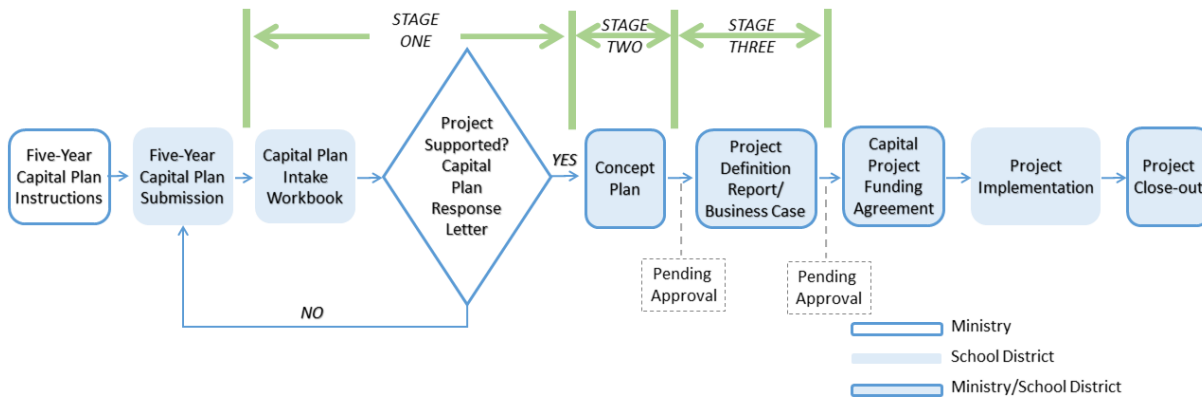 STAGE
ONE
STAGE
TWO
STAGE
THREE
Five-Year
Capital Plan
Instructions
Five-Year
Capital Plan
Submission
Capital Plan
Intake
Workbook
Project
Supported?
Capital
Plan
Response
Letter
YES
Concept
Plan
Project
Definition
Report/
Business Case
Capital
Project
Funding
Agreement
Project
Implementation
Project
Close-out
NO
Pending
Approval
Pending
Approval
Ministry
School District
Ministry/School District